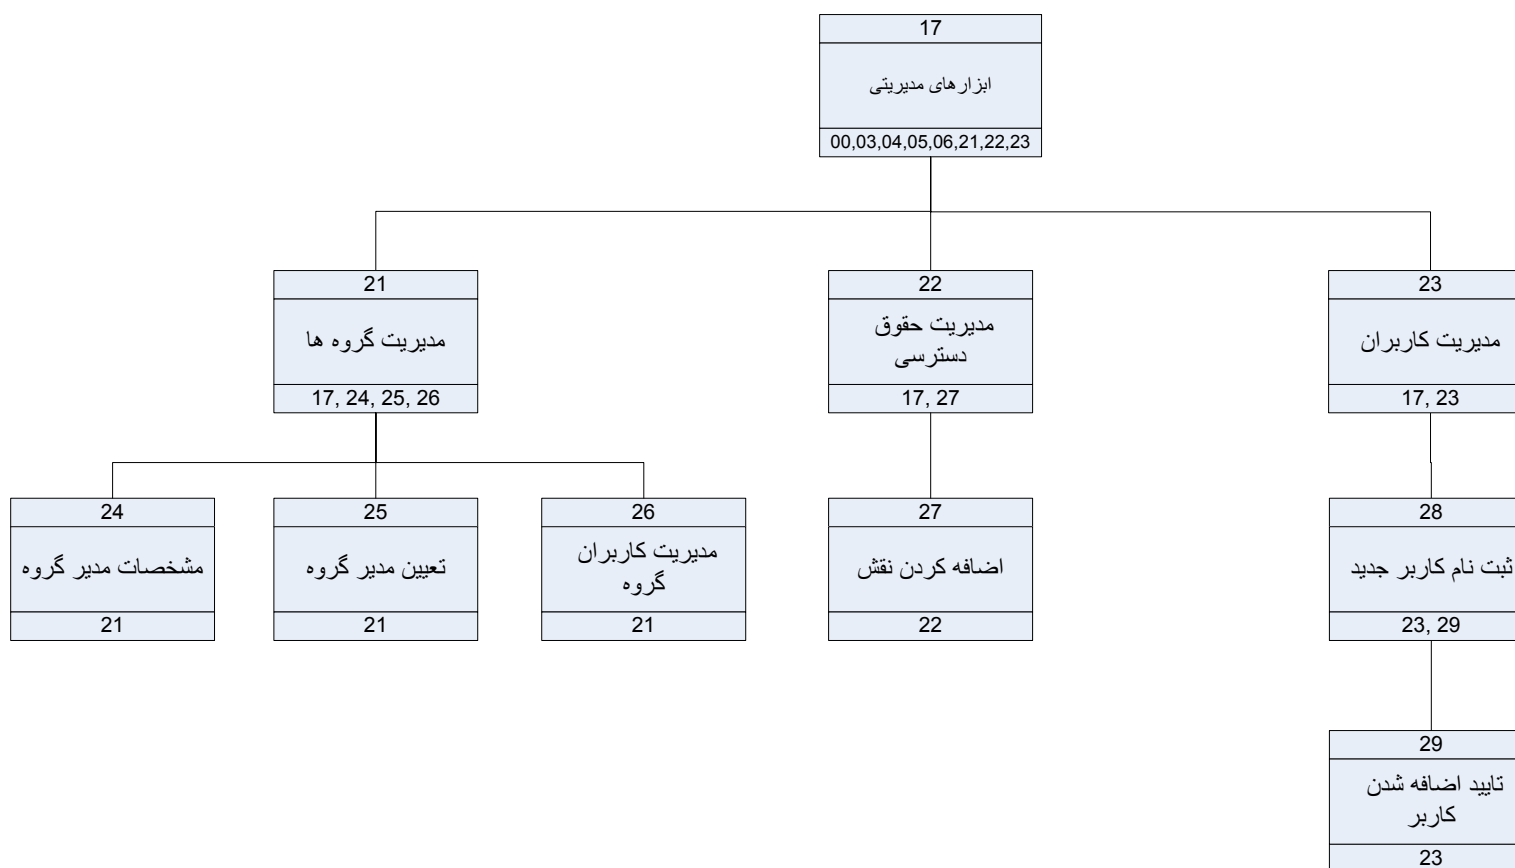 17
ابزارهای مدیریتی
00,03,04,05,06,21,22,23
21
مدیریت گروه ها
17, 24, 25, 26
22
مدیریت حقوق
دسترسی
17, 27
23
مدیریت کاربران
17, 23
24
مشخصات مدیر گروه
21
25
تعیین مدیر گروه
21
26
مدیریت کاربران
گروه
21
27
اضافه کردن نقش
22
28
ثبت نام کاربر جدید
23, 29
29
تایید اضافه شدن
کاربر
23